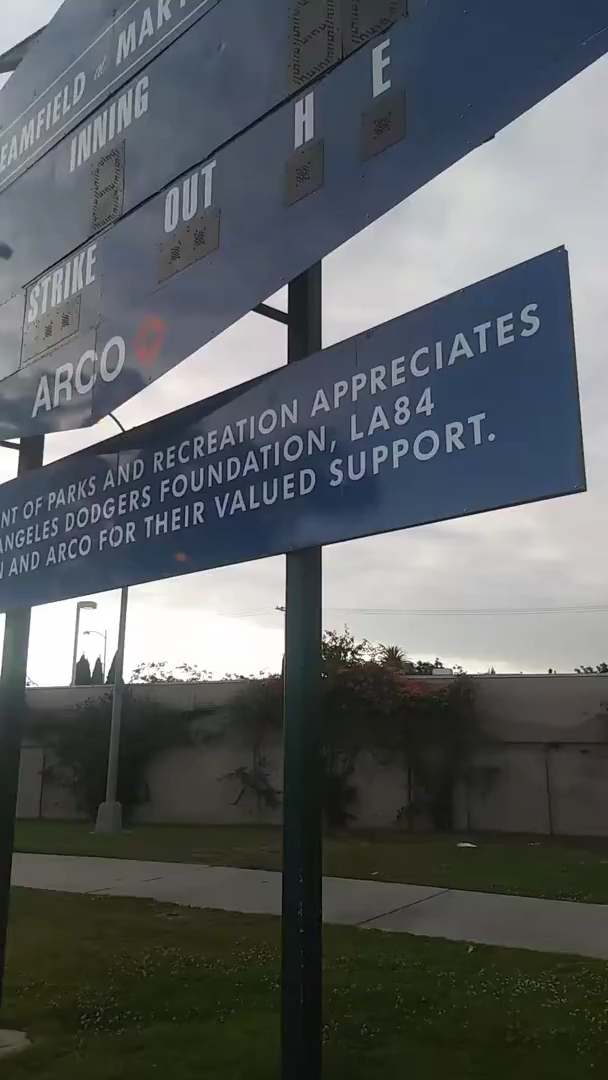 EAMFIELD at MART
INNING
H
E
STRIKE
OUT
ARCO
NT OF PARKS AND RECREATION APPRECIATES
ANGELES DODGERS FOUNDATION, LA84
N AND ARCO FOR THEIR VALUED SUPPORT.